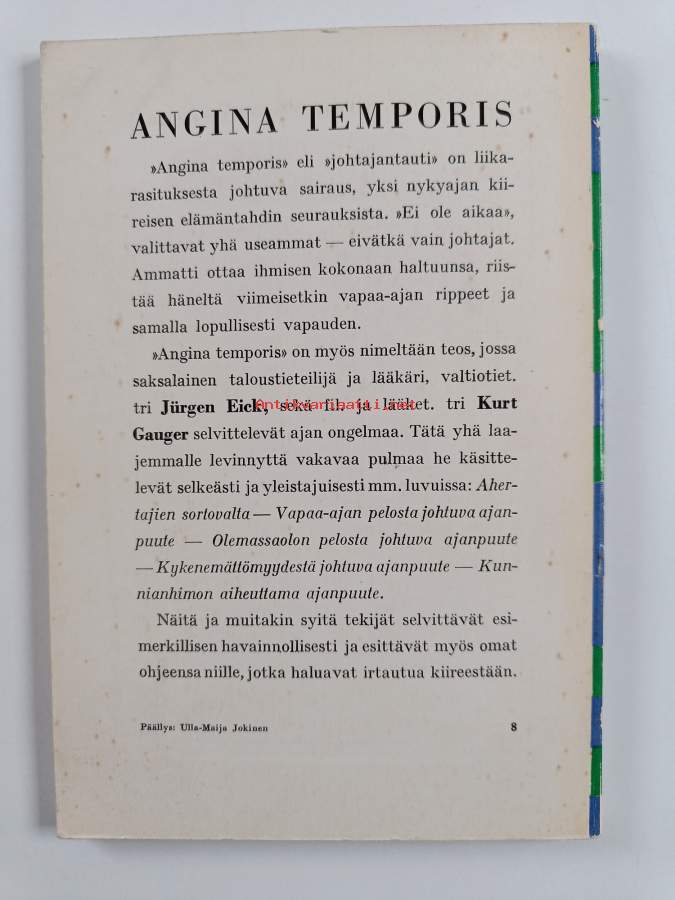 ANGINA TEMPORIS
»Angina temporis» eli »johtajantauti» on liika-
rasituksesta johtuva sairaus, yksi nykyajan kii-
reisen elämäntahdin seurauksista. »Ei ole aikaa»,
valittavat yhä useammat — eivätkä vain johtajat.
Ammatti ottaa ihmisen kokonaan haltuunsa, riis-
tää häneltä viimeisetkin vapaa-ajan rippeet ja
samalla lopullisesti vapauden.
»Angina temporis» on myös nimeltään teos, jossa
saksalainen taloustieteilijä ja lääkäri, valtiotiet.
tri Jürgen Eick, sekä fil. ja lääket. tri Kurt
Antikvariaatti.net
Gauger selvittelevät ajan ongelmaa. Tätä yhä laa-
jemmalle levinnyttä vakavaa pulmaa he käsitte-
levät selkeästi ja yleistajuisesti mm. luvuissa: Aher-
tajien sortovalta — Vapaa-ajan pelosta johtuva ajan-
puute — Olemassaolon pelosta johtuva ajanpuute
— Kykenemättömyydestä johtuva ajanpuute — Kun-
nianhimon aiheuttama ajanpuute.
Näitä ja muitakin syitä tekijät selvittävät esi-
merkillisen havainnollisesti ja esittävät myös omat
ohjeensa niille, jotka haluavat irtautua kiireestään.
Päällys: Ulla-Maija Jokinen 8